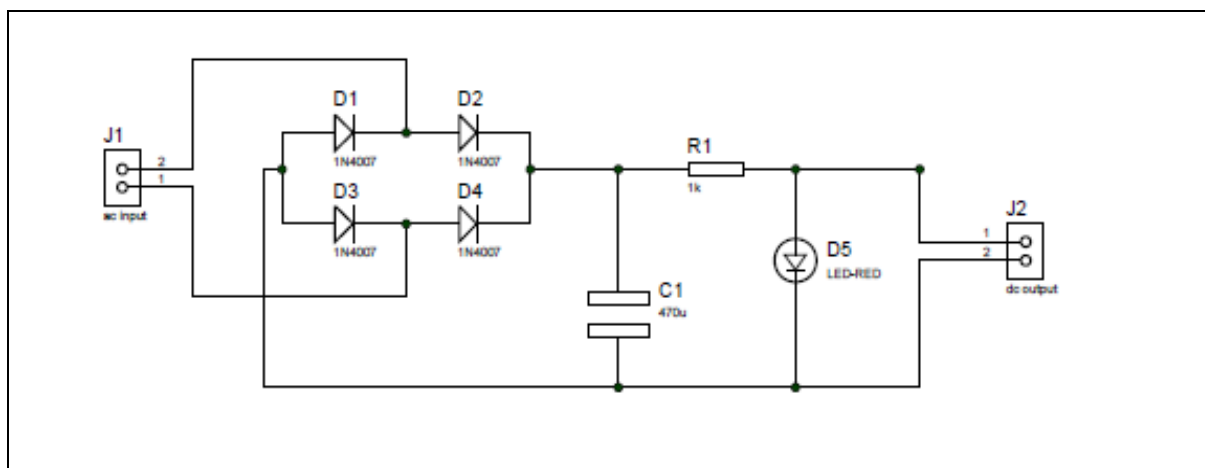 D1
D2
J1
R1
2
1N4007
1N4007
1
1k
D3
D4
J2
ac input
1
D5
2
1N4007
1N4007
LED-RED
C1
dc output
470u